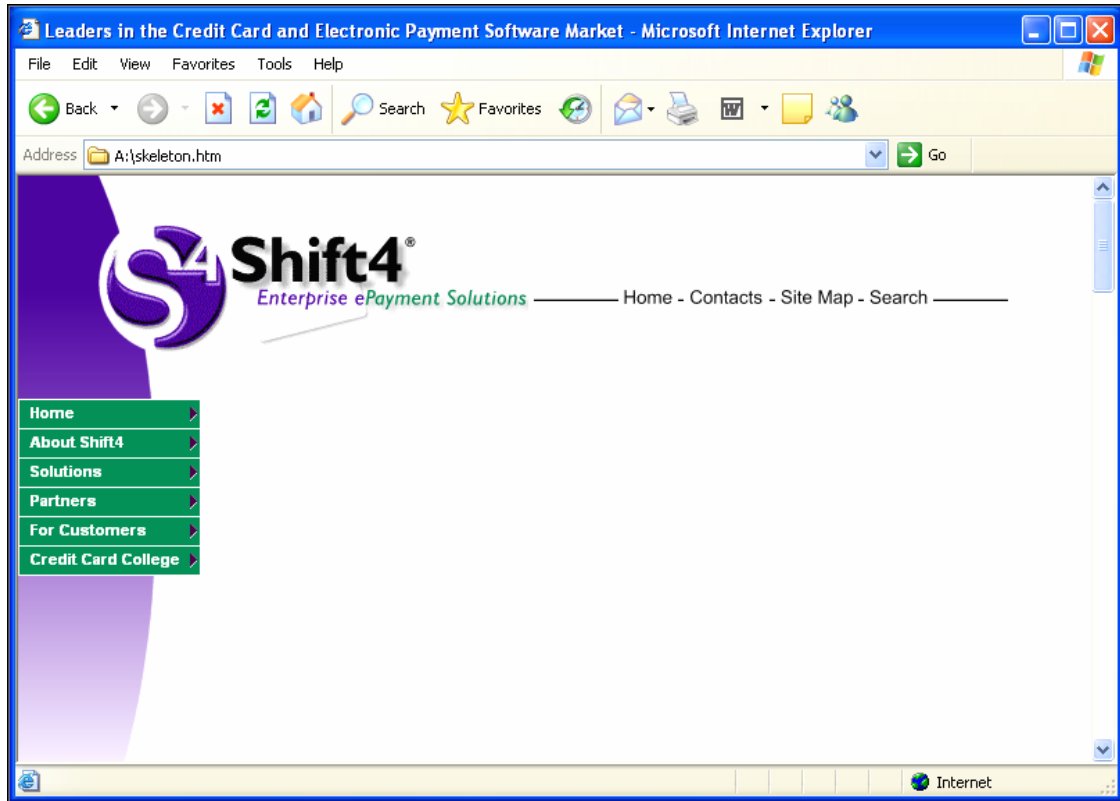 Leaders in the Credit Card and Electronic Payment Software Market - Microsoft Internet Explorer
File Edit View Favorites Tools Help
Back Search Favorites W
Address A:\skeleton.htm Go
S4 Shift4®
Enterprise ePayment Solutions Home - Contacts - Site Map - Search
Home
About Shift4
Solutions
Partners
For Customers
Credit Card College
Internet